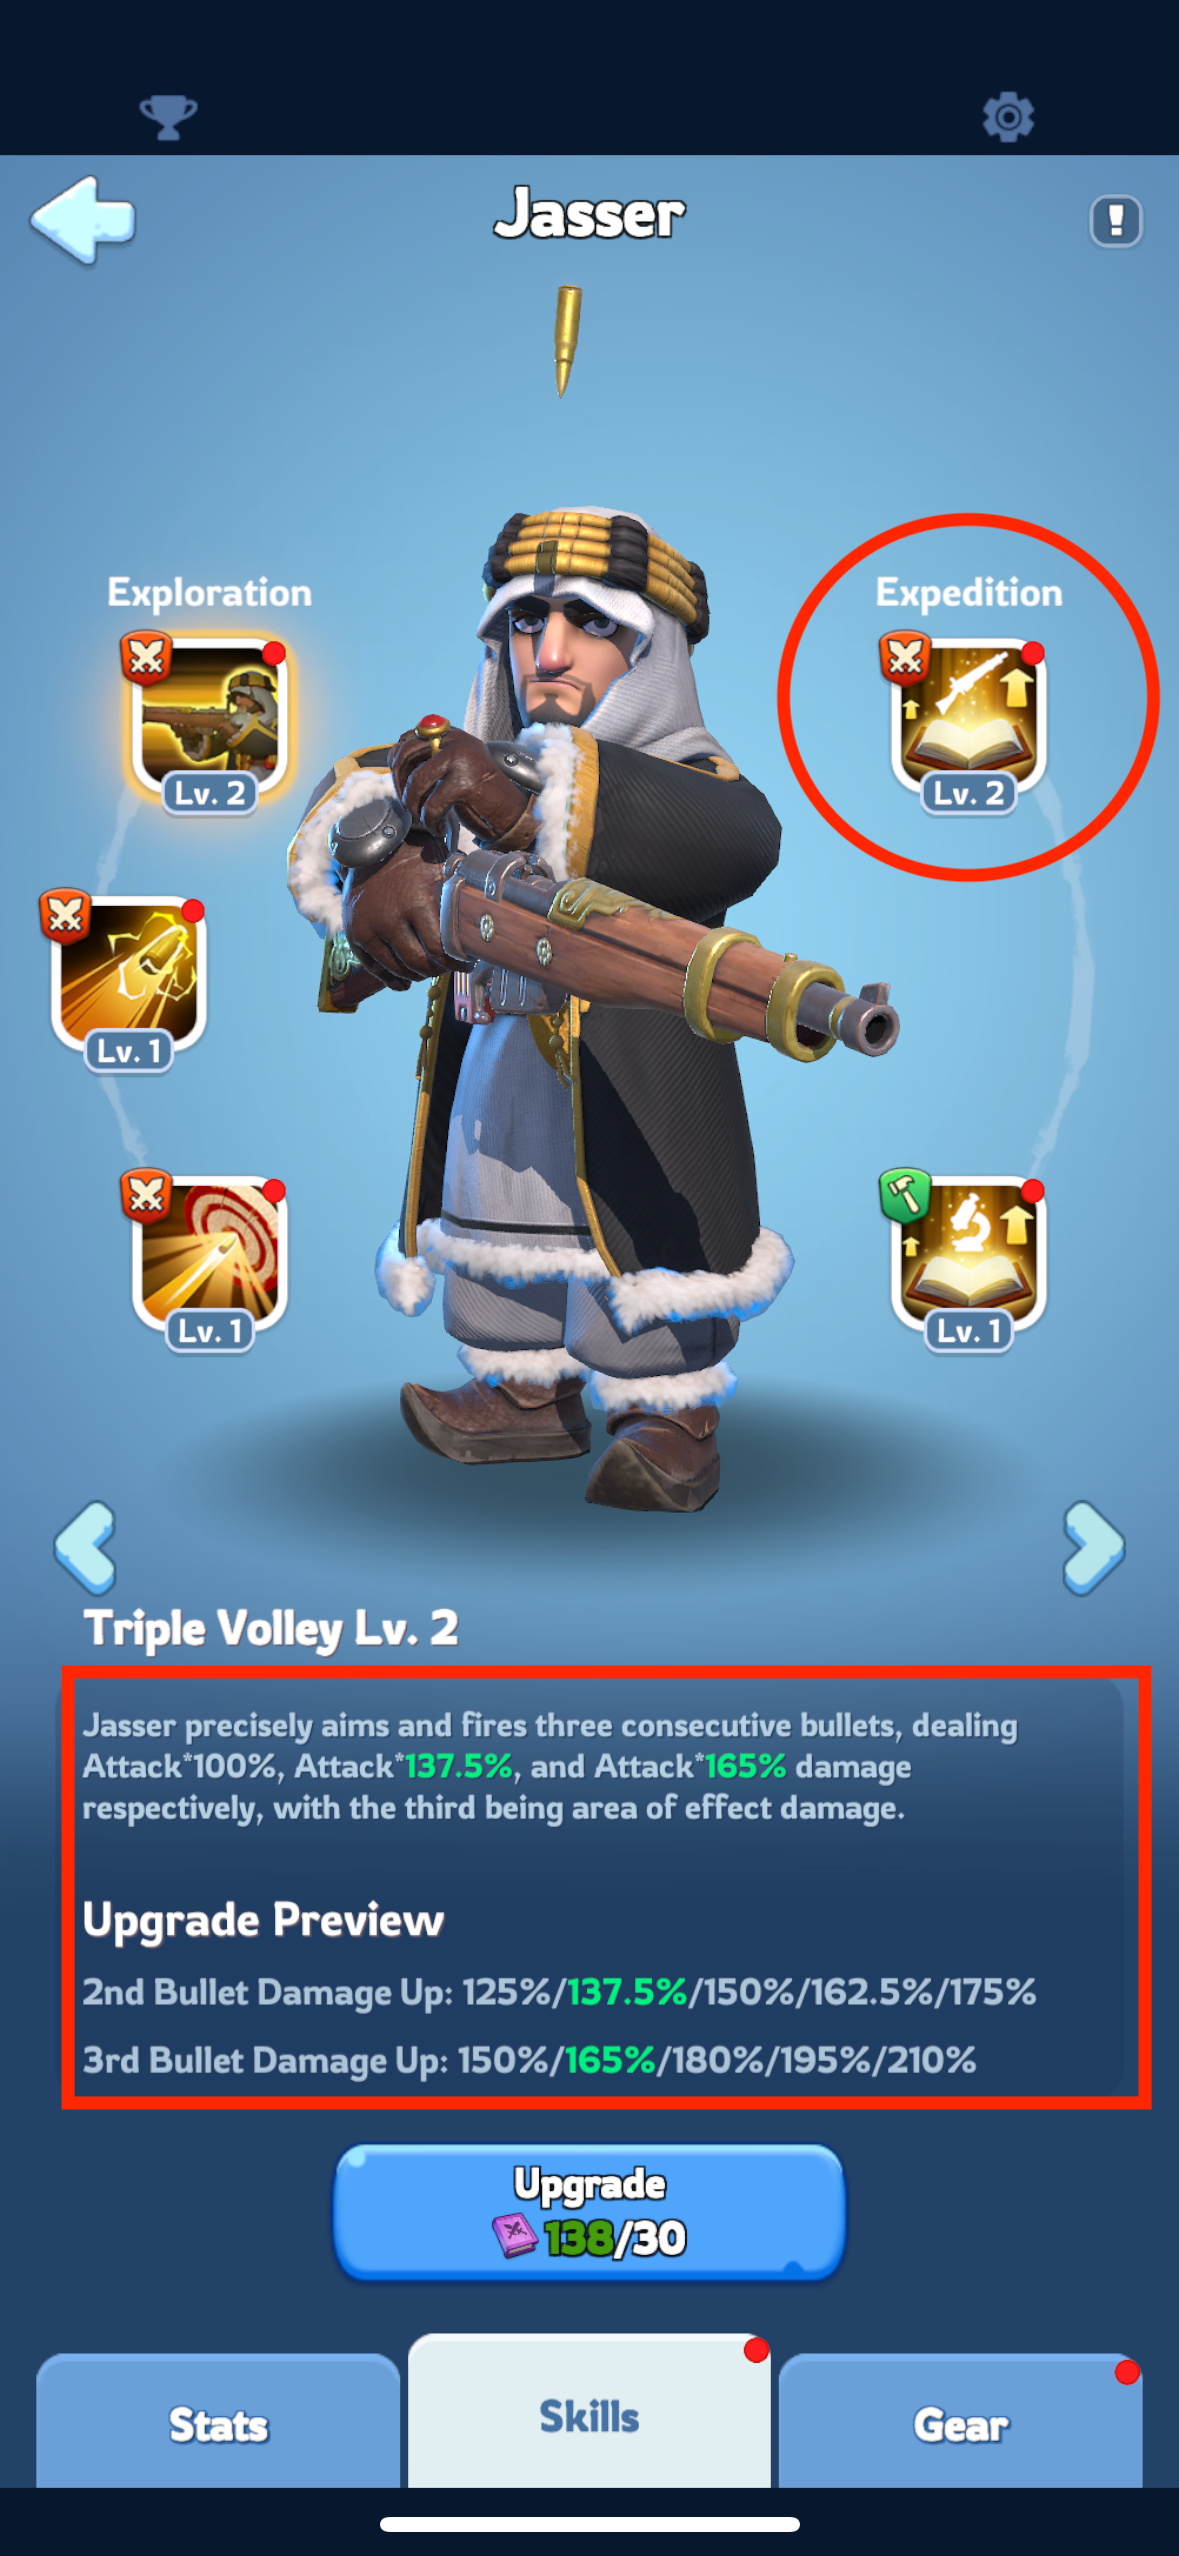 Jasser
Exploration
Expedition
Lv. 2
Lv. 2
Lv. 1
Lv. 1
Lv. 1
Triple Volley Lv. 2
Jasser precisely aims and fires three consecutive bullets, dealing
Attack*100%, Attack*137.5%, and Attack*165% damage
respectively, with the third being area of effect damage.
Upgrade Preview
2nd Bullet Damage Up: 125%/137.5%/150%/162.5%/175%
3rd Bullet Damage Up: 150%/165%/180%/195%/210%
Upgrade
138/30
Stats
Skills
Gear